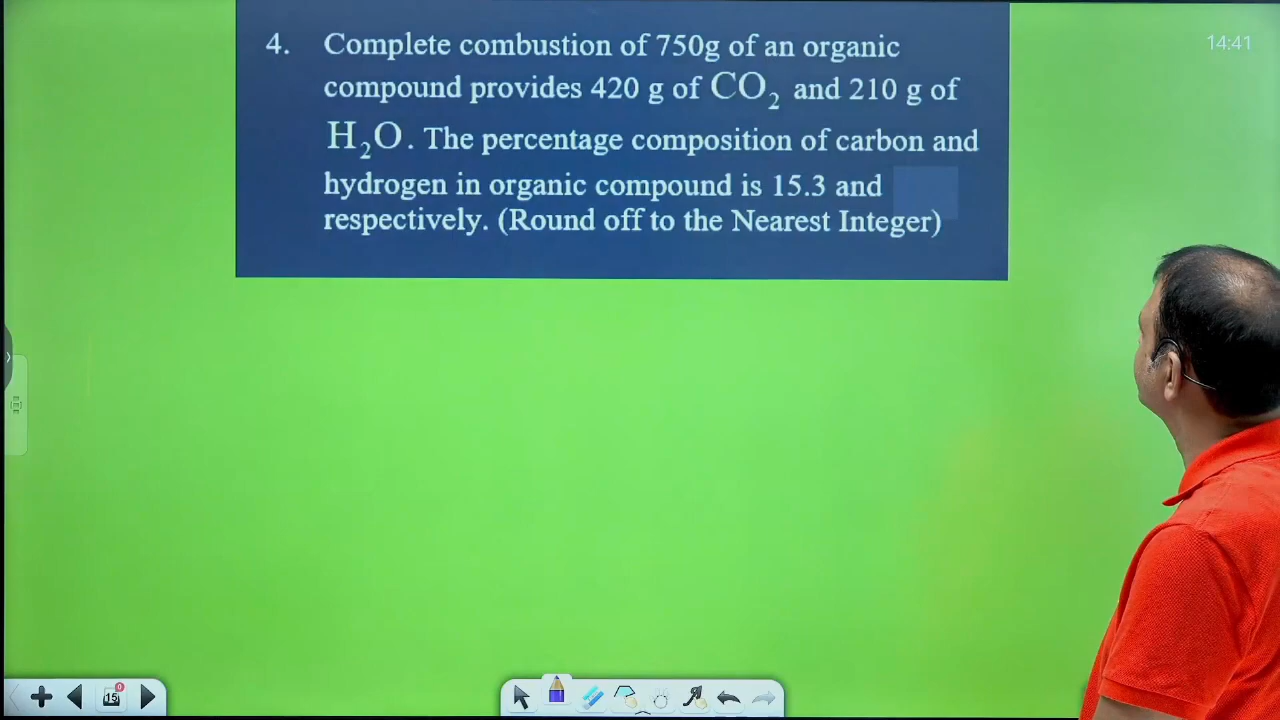 14:41
4. Complete combustion of 750g of an organic
compound provides 420 g of CO₂ and 210 g of
H₂O. The percentage composition of carbon and
hydrogen in organic compound is 15.3 and
respectively. (Round off to the Nearest Integer)
15
0